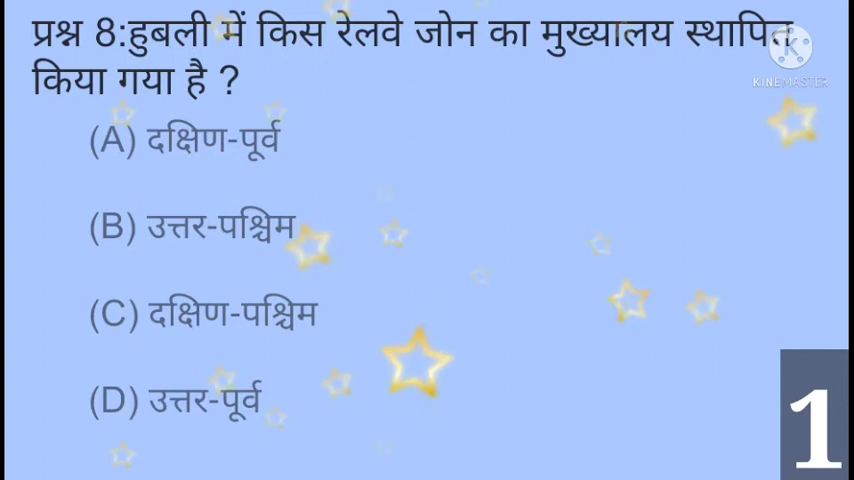 प्रश्न 8:हुबली में किस रेलवे जोन का मुख्यालय स्थापित
किया गया है ?
KINEMASTER
(A) दक्षिण-पूर्व
(B) उत्तर-पश्चिम
(C) दक्षिण-पश्चिम
(D) उत्तर-पूर्व
1